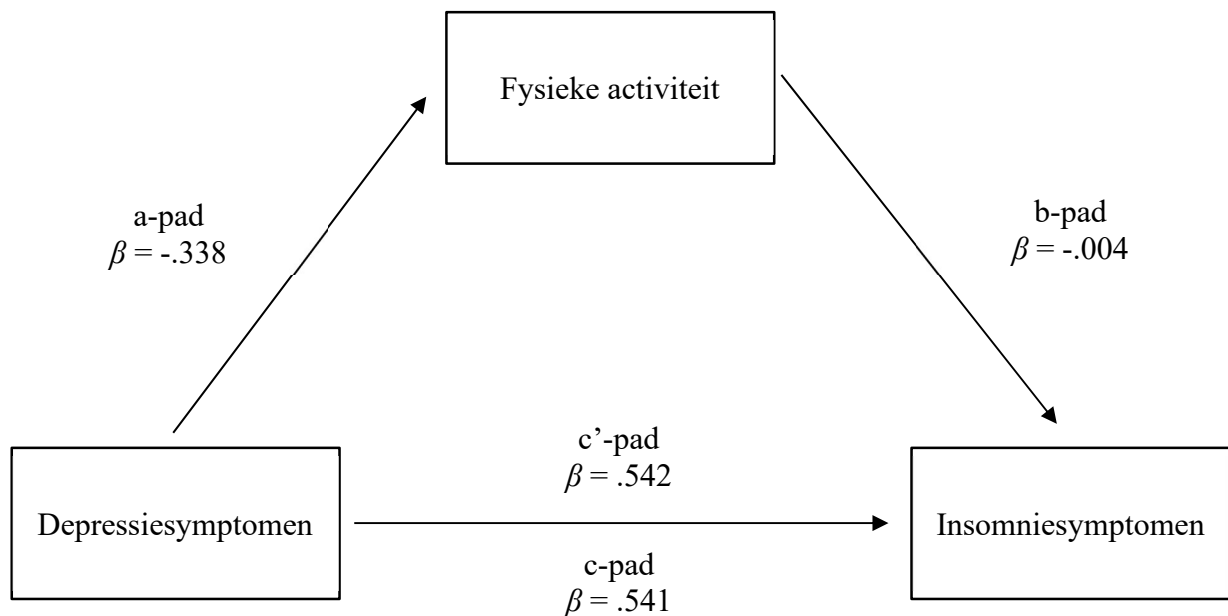 Fysieke activiteit
a-pad
β = -.338
b-pad
β = -.004
c’-pad
β = .542
Depressiesymptomen
Insomniesymptomen
c-pad
β = .541